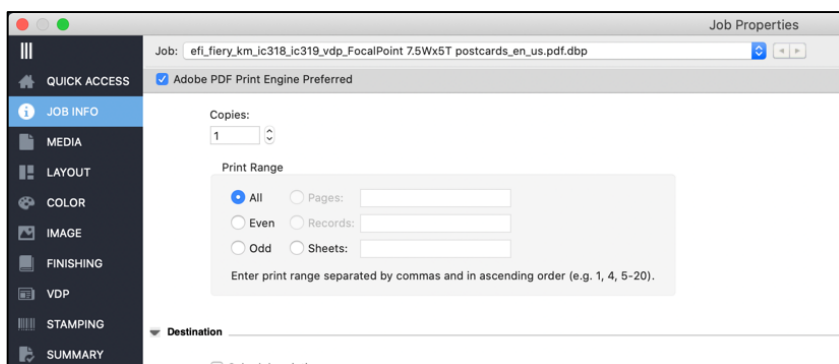 Job Properties
Job: efi_fiery_km_ic318_ic319_vdp_FocalPoint 7.5Wx5T postcards_en_us.pdf.dbp
QUICK ACCESS
Adobe PDF Print Engine Preferred
JOB INFO
Copies:
1
MEDIA
Print Range
LAYOUT
All Pages:
COLOR
Even Records:
IMAGE
Odd Sheets:
FINISHING
Enter print range separated by commas and in ascending order (e.g. 1, 4, 5-20).
VDP
STAMPING
Destination
SUMMARY